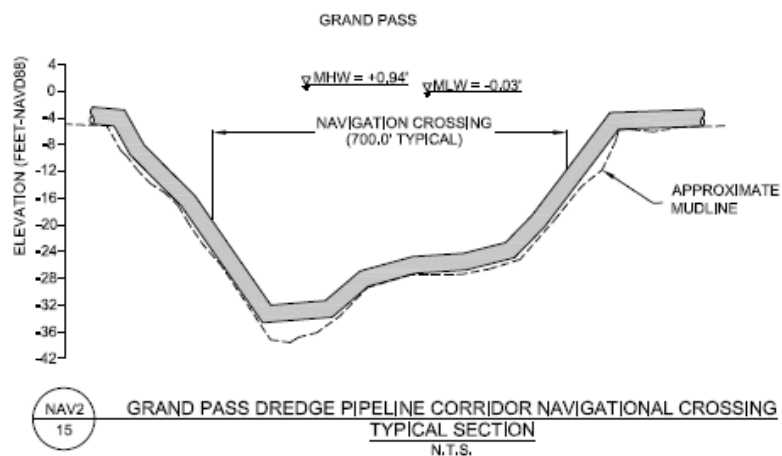 GRAND PASS
MHW = +0.94'
MLW = -0.03'
NAVIGATION CROSSING
(700.0' TYPICAL)
ELEVATION (FEET-NAVD88)
4
0
-4
-8
-12
-16
-20
-24
-28
-32
-36
-42
APPROXIMATE
MUDLINE
NAV2
15
GRAND PASS DREDGE PIPELINE CORRIDOR NAVIGATIONAL CROSSING
TYPICAL SECTION
N.T.S.